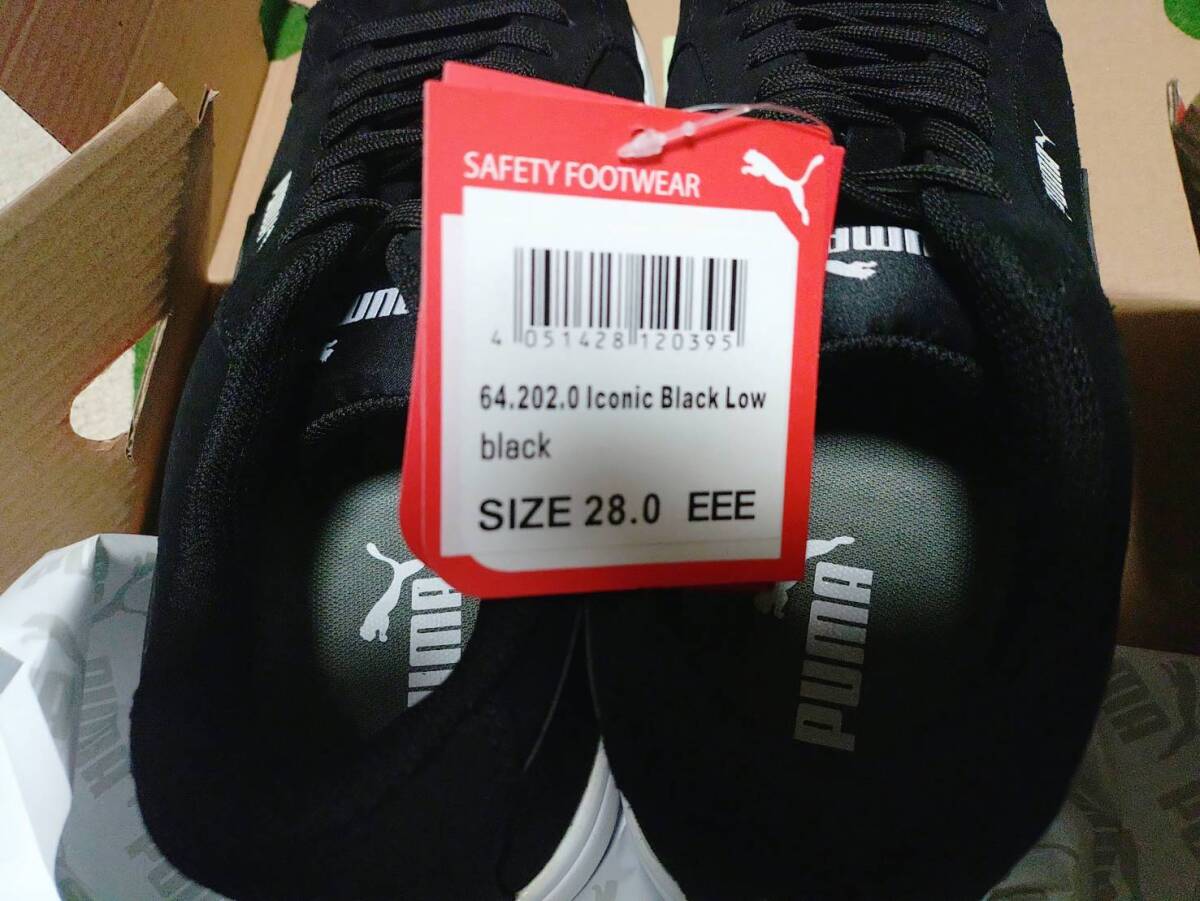 SAFETY FOOTWEAR
4 051428 120395
64.202.0 Iconic Black Low
black
SIZE 28.0 EEE
PUMA
PUMA
PUMA
PUMA